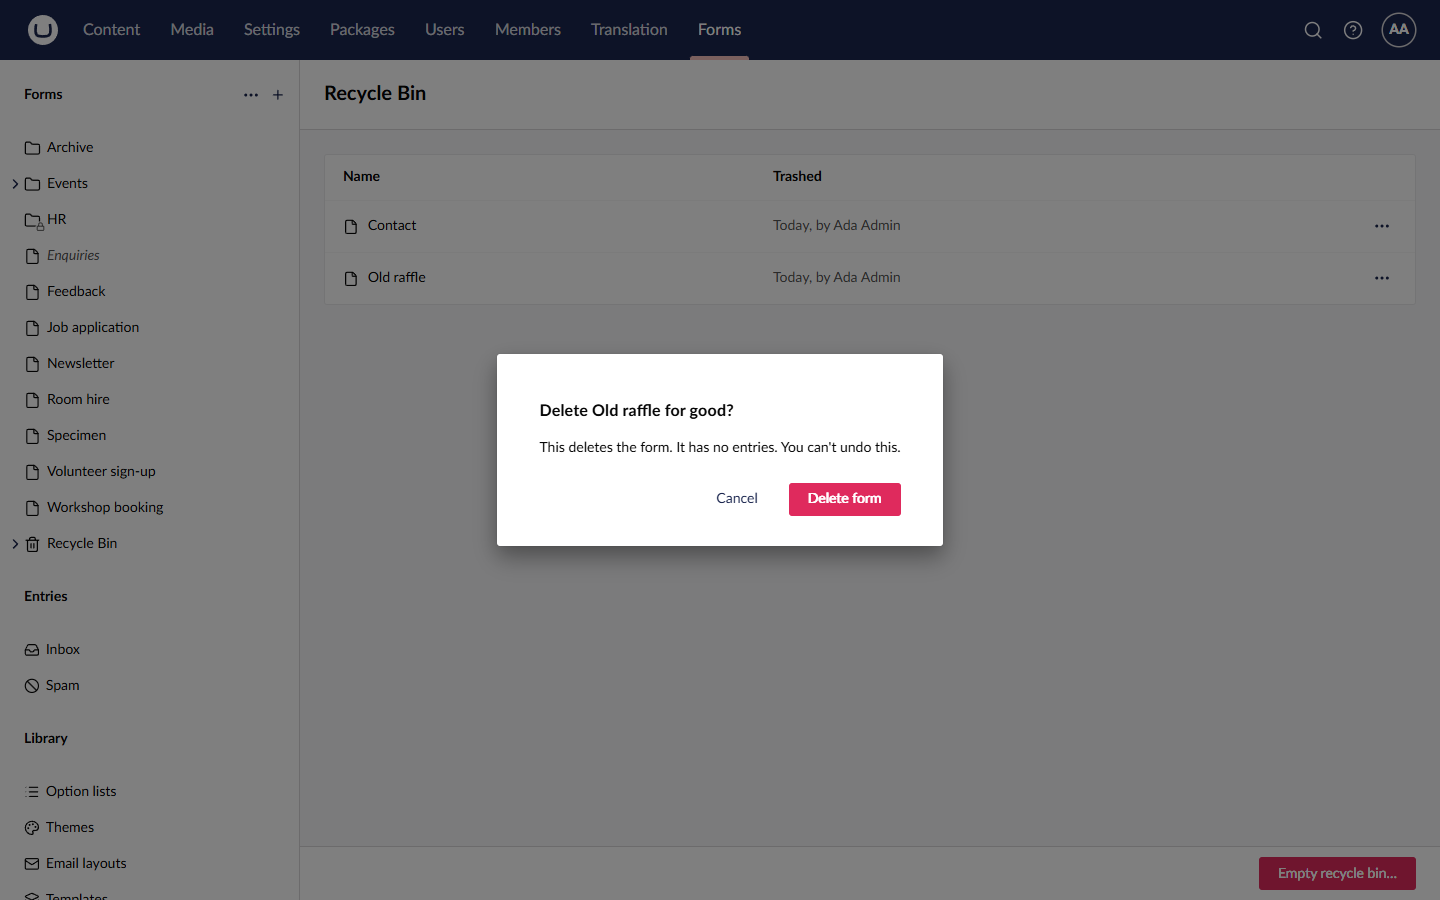 Content Media Settings Packages Users Members Translation Forms AA
Forms
Archive
Events
HR
Enquiries
Feedback
Job application
Newsletter
Room hire
Specimen
Volunteer sign-up
Workshop booking
Recycle Bin
Entries
Inbox
Spam
Library
Option lists
Themes
Email layouts
Templates
Recycle Bin
Name Trashed
Contact Today, by Ada Admin
Old raffle Today, by Ada Admin
Delete Old raffle for good?
This deletes the form. It has no entries. You can't undo this.
Cancel Delete form
Empty recycle bin...